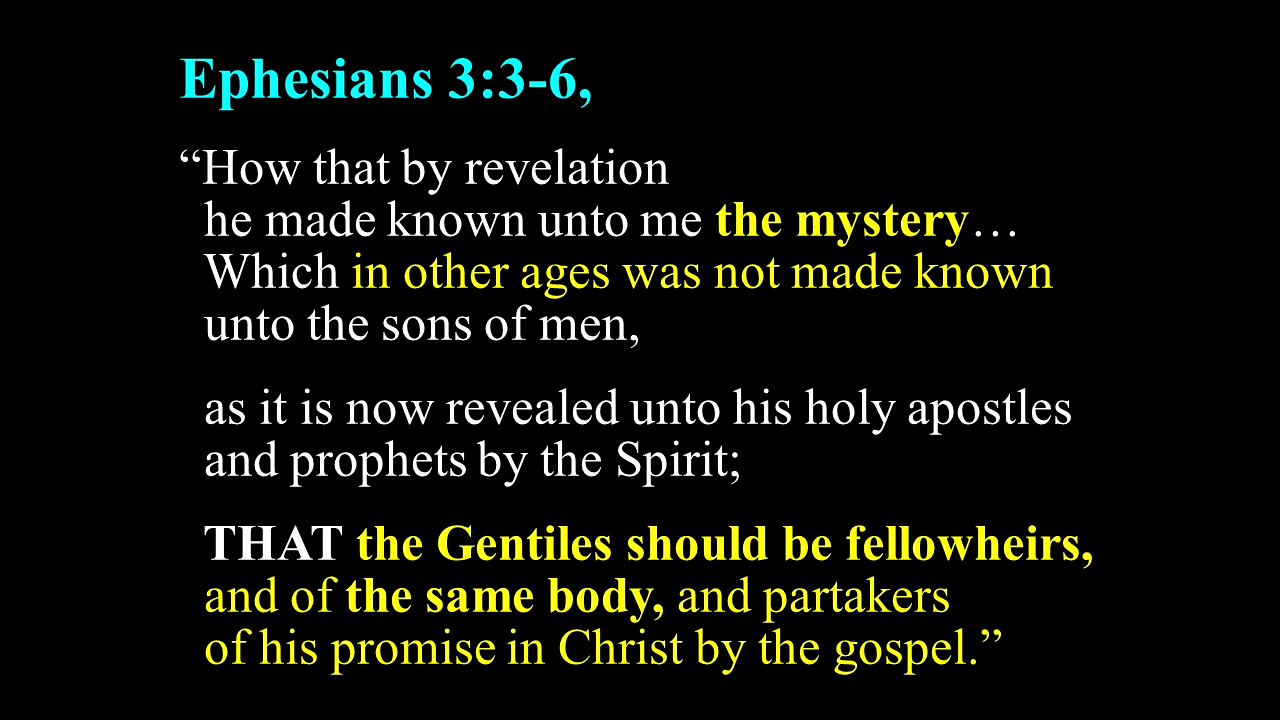 Ephesians 3:3-6,
“How that by revelation
he made known unto me the mystery…
Which in other ages was not made known
unto the sons of men,
as it is now revealed unto his holy apostles
and prophets by the Spirit;
THAT the Gentiles should be fellowheirs,
and of the same body, and partakers
of his promise in Christ by the gospel.”